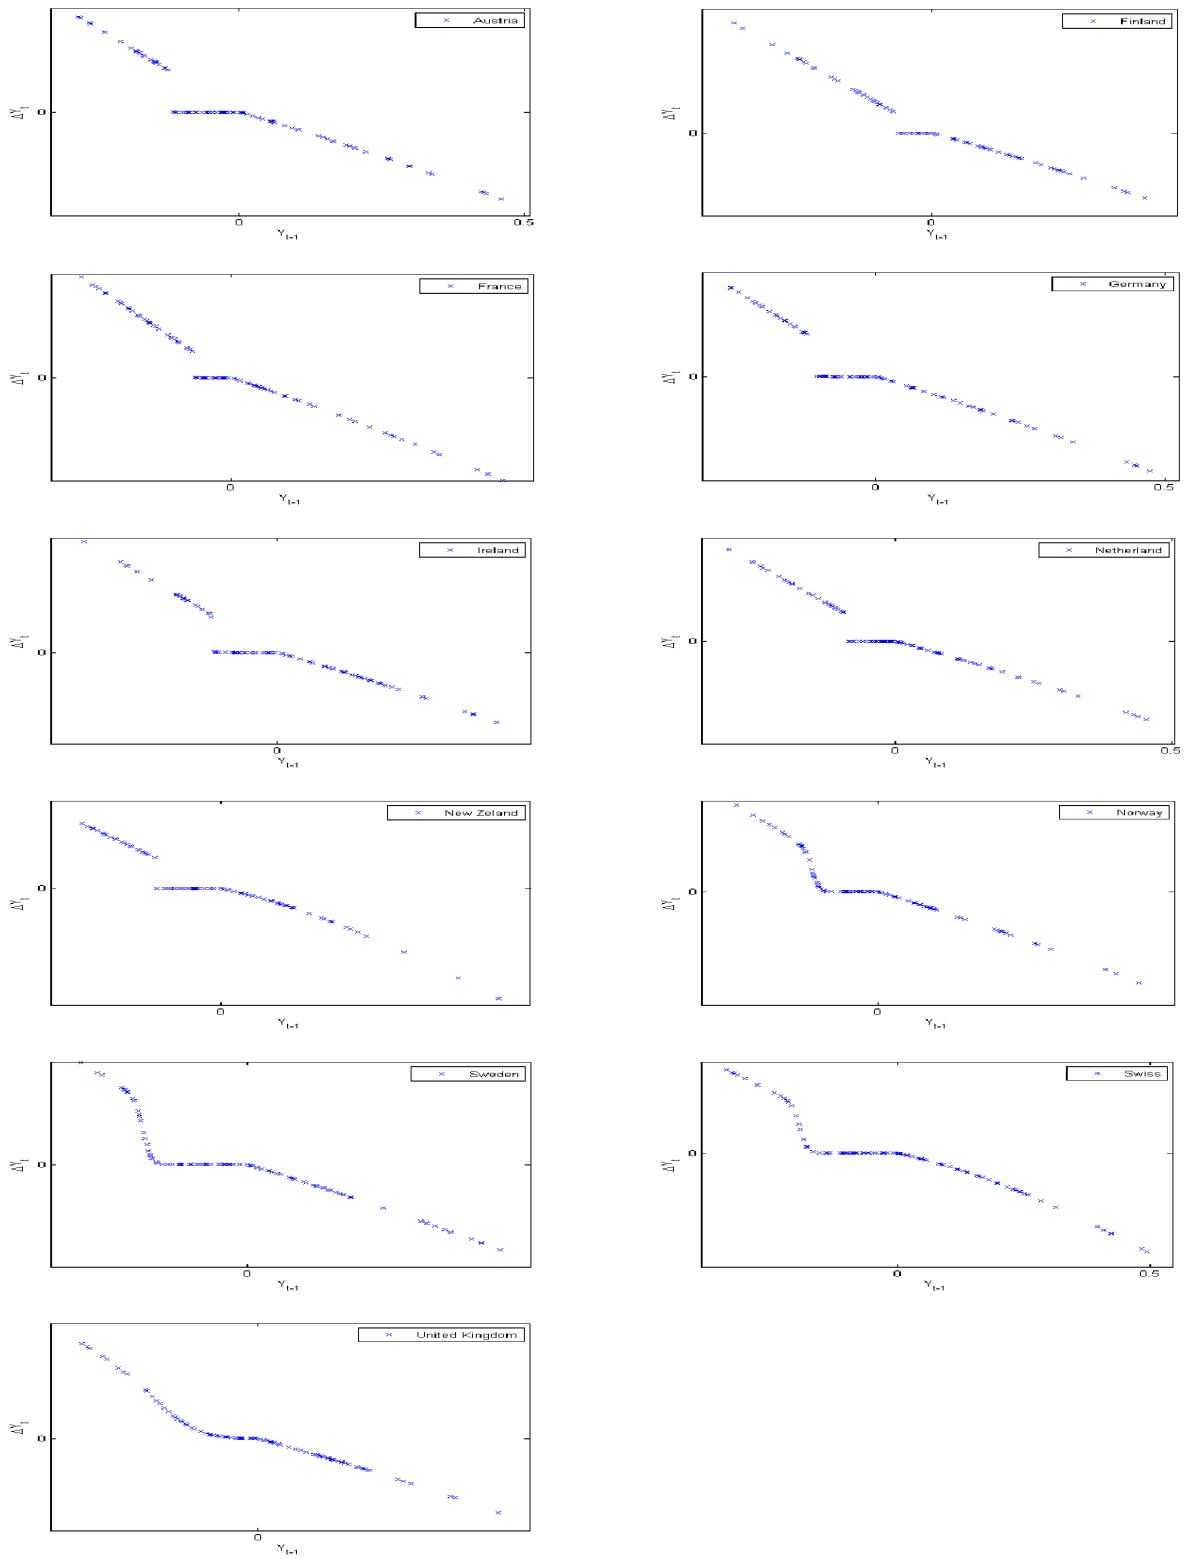 Austria
ΔY_t
0
0
0.5
Y_{t-1}
Finland
ΔY_t
0
0
Y_{t-1}
France
ΔY_t
0
0
Y_{t-1}
Germany
ΔY_t
0
0
0.5
Y_{t-1}
Ireland
ΔY_t
0
0
Y_{t-1}
Netherland
ΔY_t
0
0
0.5
Y_{t-1}
New Zeland
ΔY_t
0
0
Y_{t-1}
Norway
ΔY_t
0
0
Y_{t-1}
Sweden
ΔY_t
0
0
Y_{t-1}
Swiss
ΔY_t
0
0
0.5
Y_{t-1}
United Kingdom
ΔY_t
0
0
Y_{t-1}